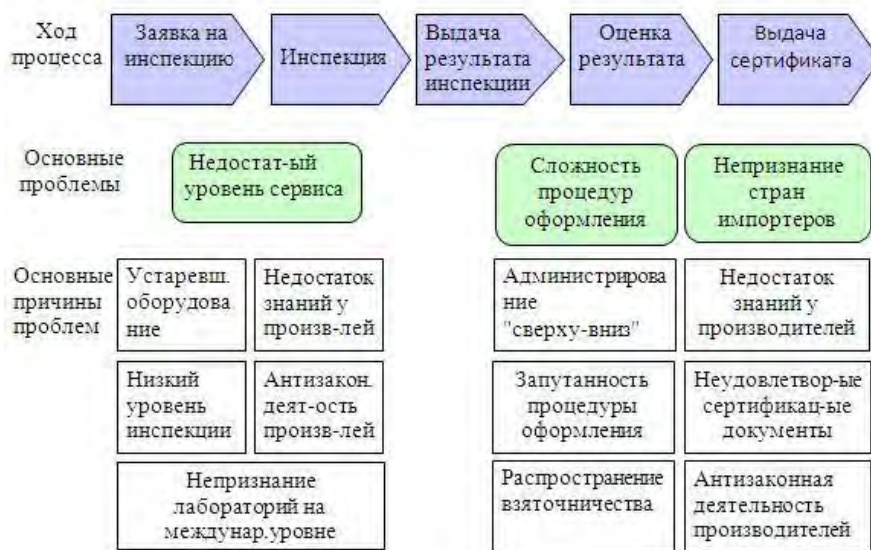 Ход
процесса
Заявка на
инспекцию
Инспекция
Выдача
результата
инспекции
Оценка
результата
Выдача
сертификата
Основные
проблемы
Недостат-ый
уровень сервиса
Сложность
процедур
оформления
Непризнание
стран
импортеров
Основные
причины
проблем
Устаревш.
оборудова
ние
Недостаток
знаний у
произв-лей
Администрирова
ние
"сверху-вниз"
Недостаток
знаний у
производителей
Низкий
уровень
инспекции
Антизакон.
деят-ость
произв-лей
Запутанность
процедуры
оформления
Неудовлетвор-ые
сертификац-ые
документы
Непризнание
лабораторий на
междунар.уровне
Распространение
взяточничества
Антизаконная
деятельность
производителей